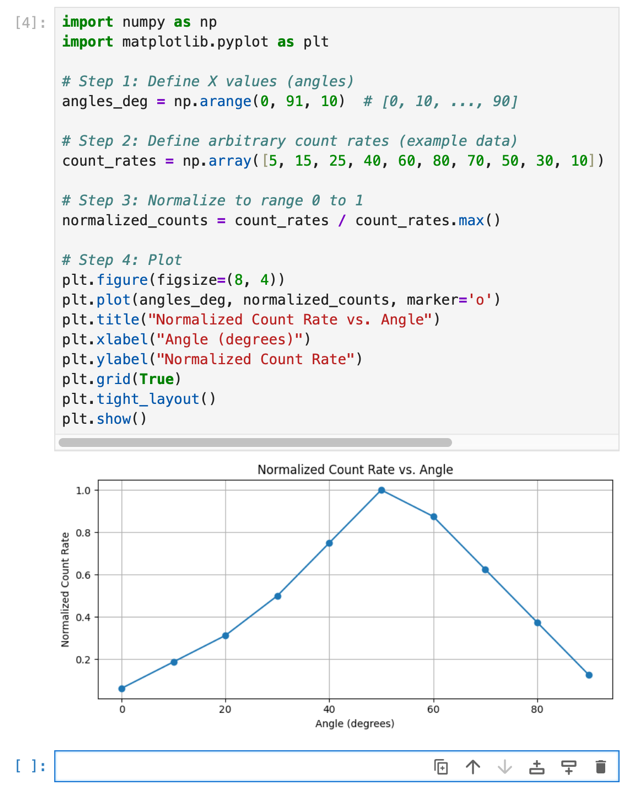 [4]:
import numpy as np
import matplotlib.pyplot as plt
# Step 1: Define X values (angles)
angles_deg = np.arange(0, 91, 10)  # [0, 10, ..., 90]
# Step 2: Define arbitrary count rates (example data)
count_rates = np.array([5, 15, 25, 40, 60, 80, 70, 50, 30, 10])
# Step 3: Normalize to range 0 to 1
normalized_counts = count_rates / count_rates.max()
# Step 4: Plot
plt.figure(figsize=(8, 4))
plt.plot(angles_deg, normalized_counts, marker='o')
plt.title("Normalized Count Rate vs. Angle")
plt.xlabel("Angle (degrees)")
plt.ylabel("Normalized Count Rate")
plt.grid(True)
plt.tight_layout()
plt.show()
Normalized Count Rate vs. Angle
Normalized Count Rate
1.0
0.8
0.6
0.4
0.2
0 20 40 60 80
Angle (degrees)
[ ]: